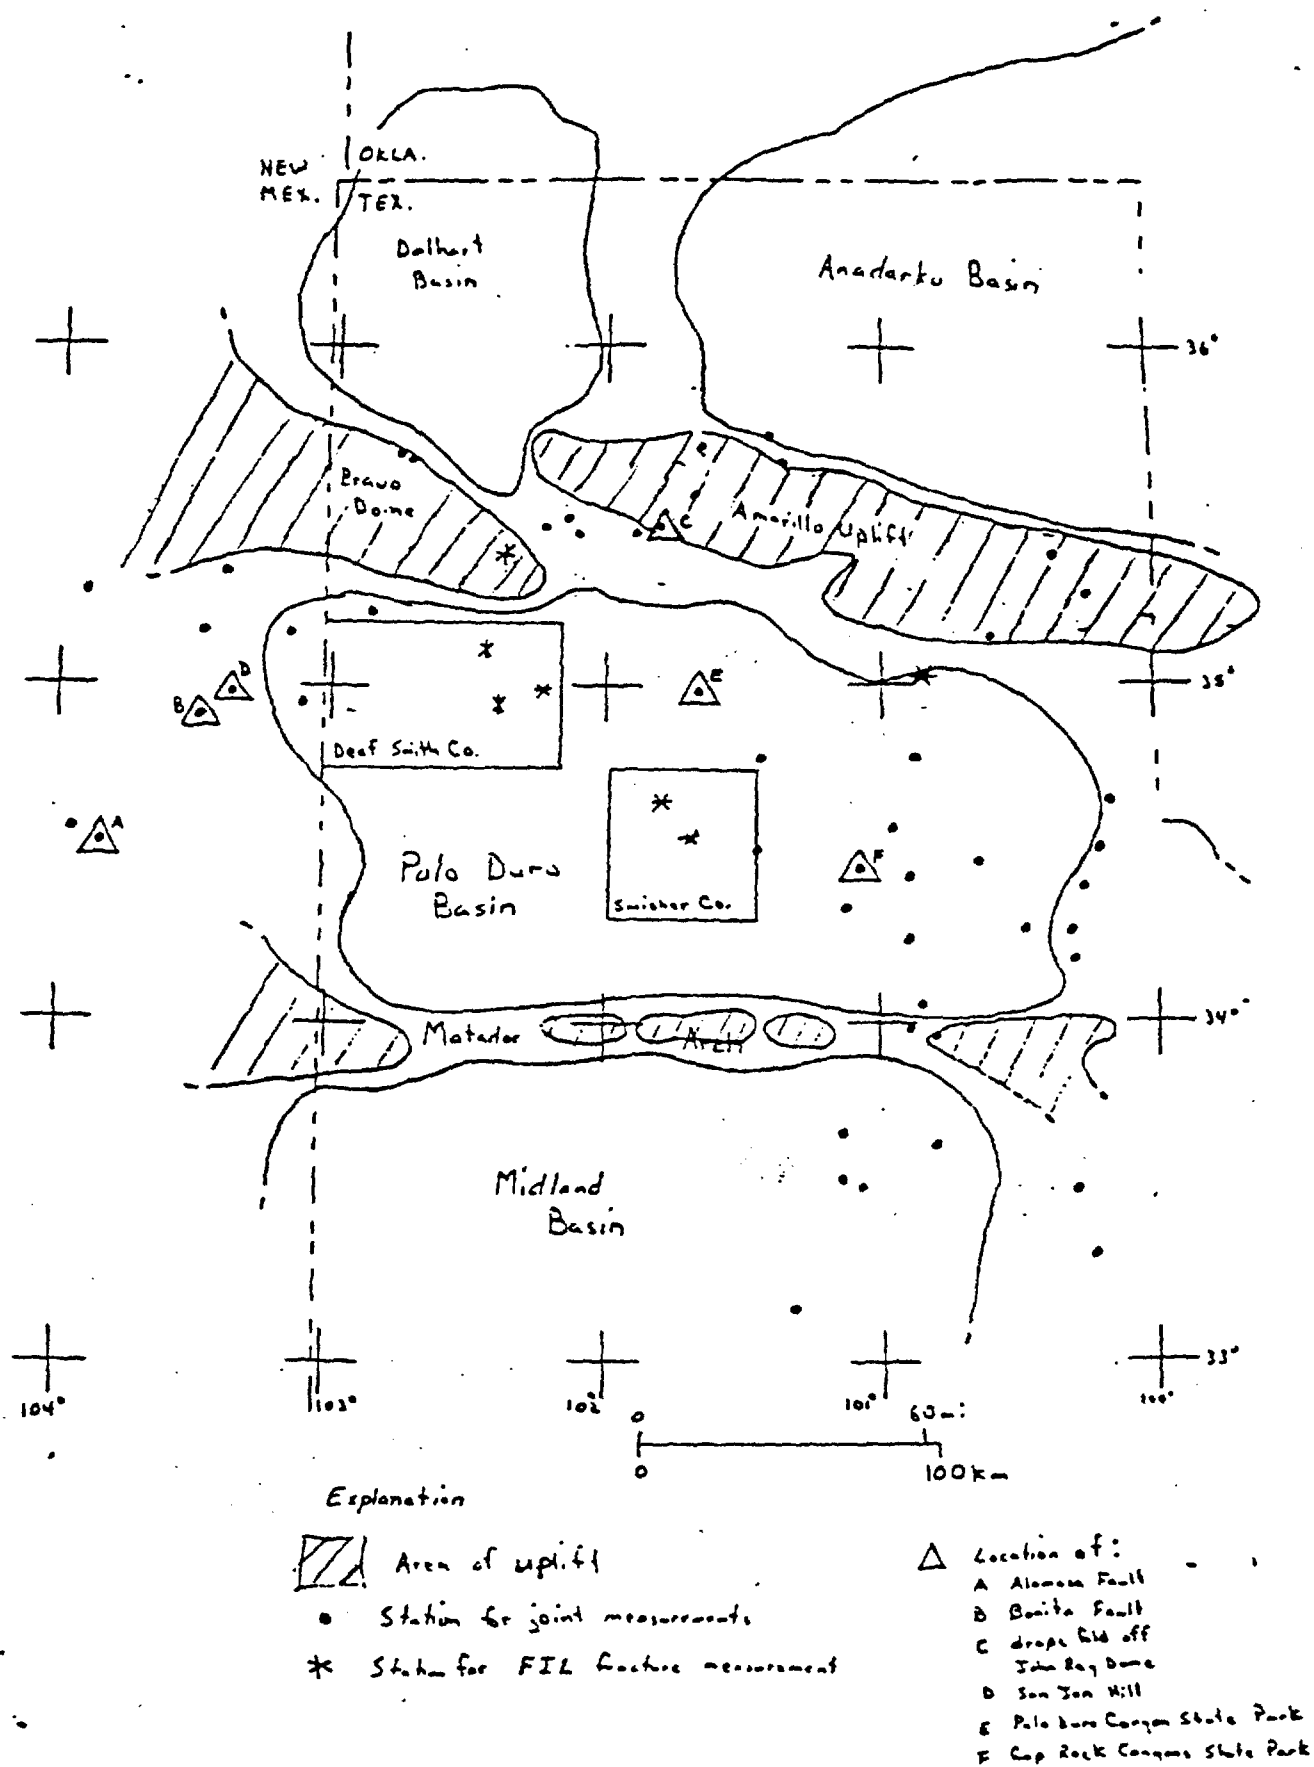 NEW
MEX.
OKLA.
TEX.
Dalhart
Basin
Anadarko Basin
36°
Bravo
Dome
C
Amarillo Uplift
D
B
E
35°
Deaf Smith Co.
A
Palo Duro
Basin
F
Swisher Co.
Matador
Arch
34°
Midland
Basin
33°
104°
103°
102°
101°
100°
0
60 mi
0
100 km
Explanation
Area of uplift
Station for joint measurements
Station for FIL fracture measurement
Location of:
A Alamosa Fault
B Bonita Fault
C drape fold off
John Ray Dome
D San Jon Hill
E Palo Duro Canyon State Park
F Cap Rock Canyons State Park